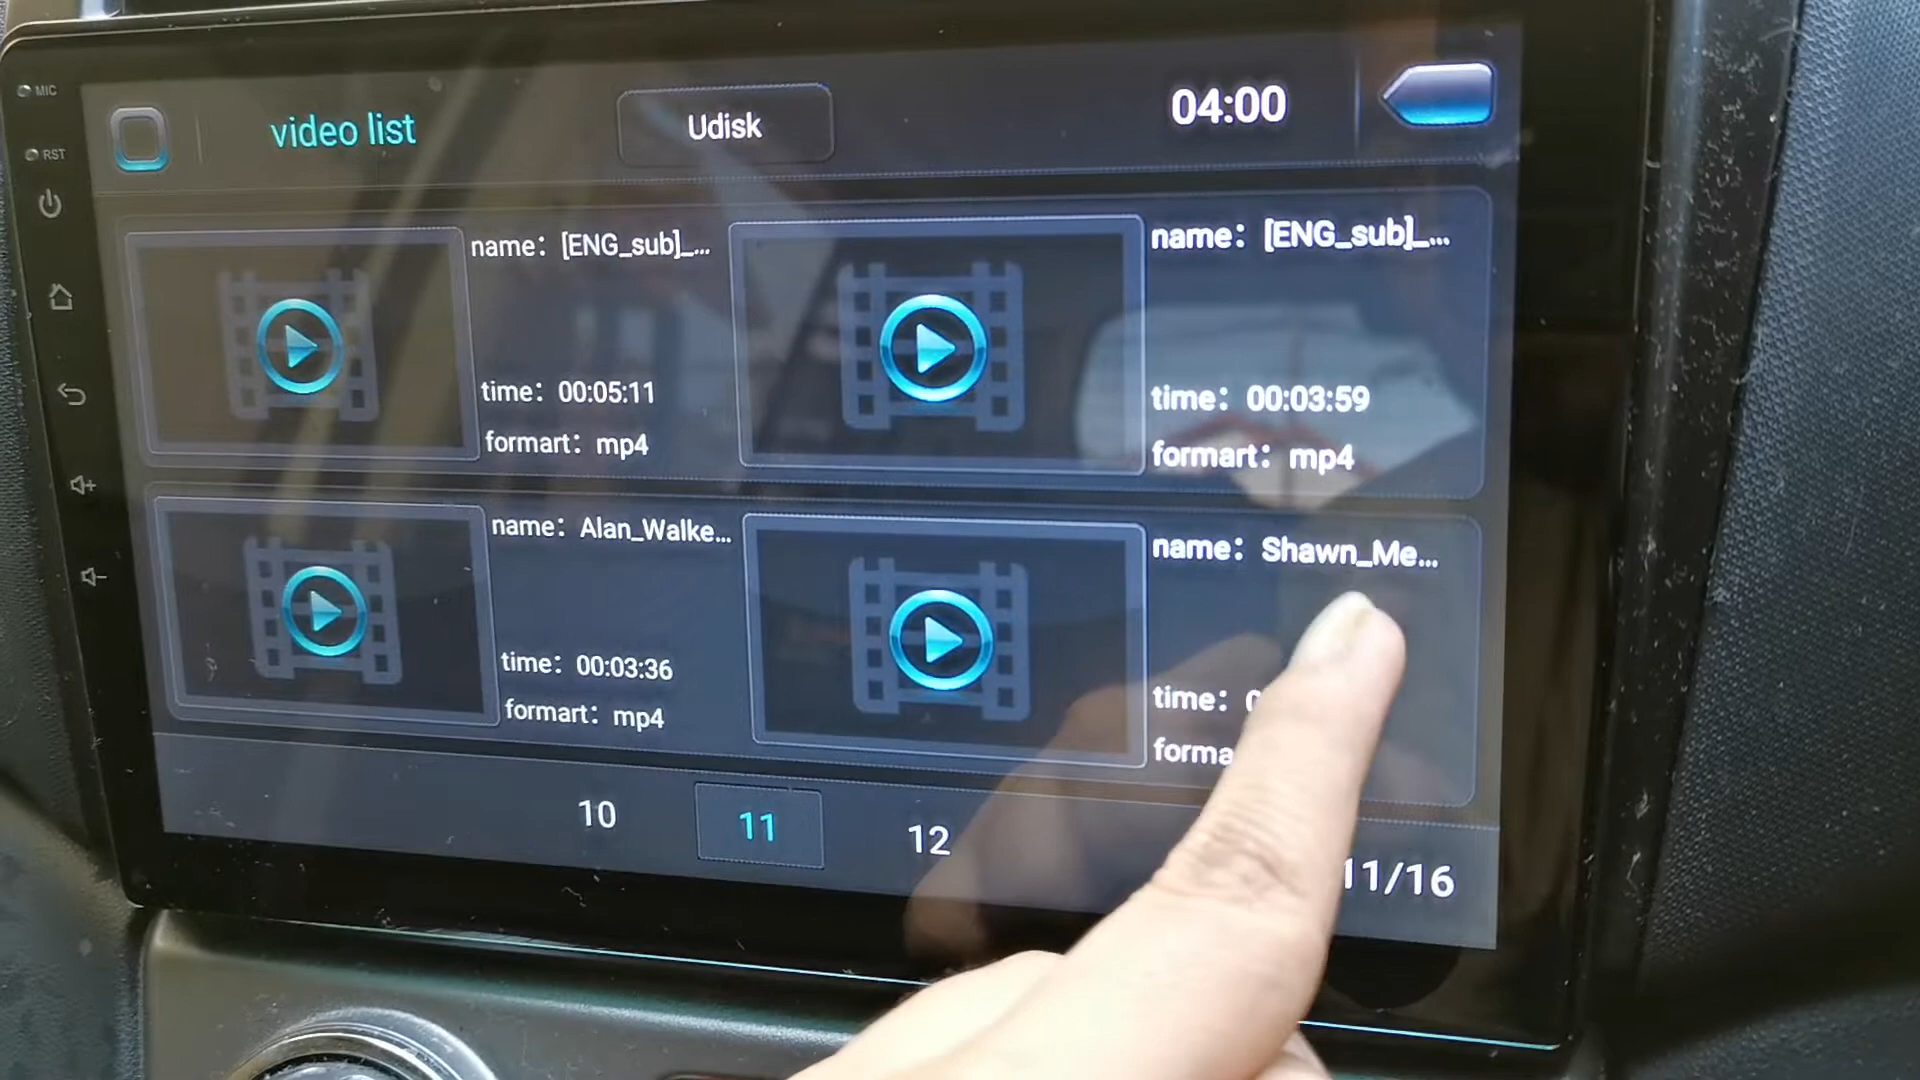 MIC
RST
video list
Udisk
04:00
name: [ENG_sub]_...
time: 00:05:11
formart: mp4
name: [ENG_sub]_...
time: 00:03:59
formart: mp4
name: Alan_Walke...
time: 00:03:36
formart: mp4
name: Shawn_Me...
time:
10
11
12
11/16